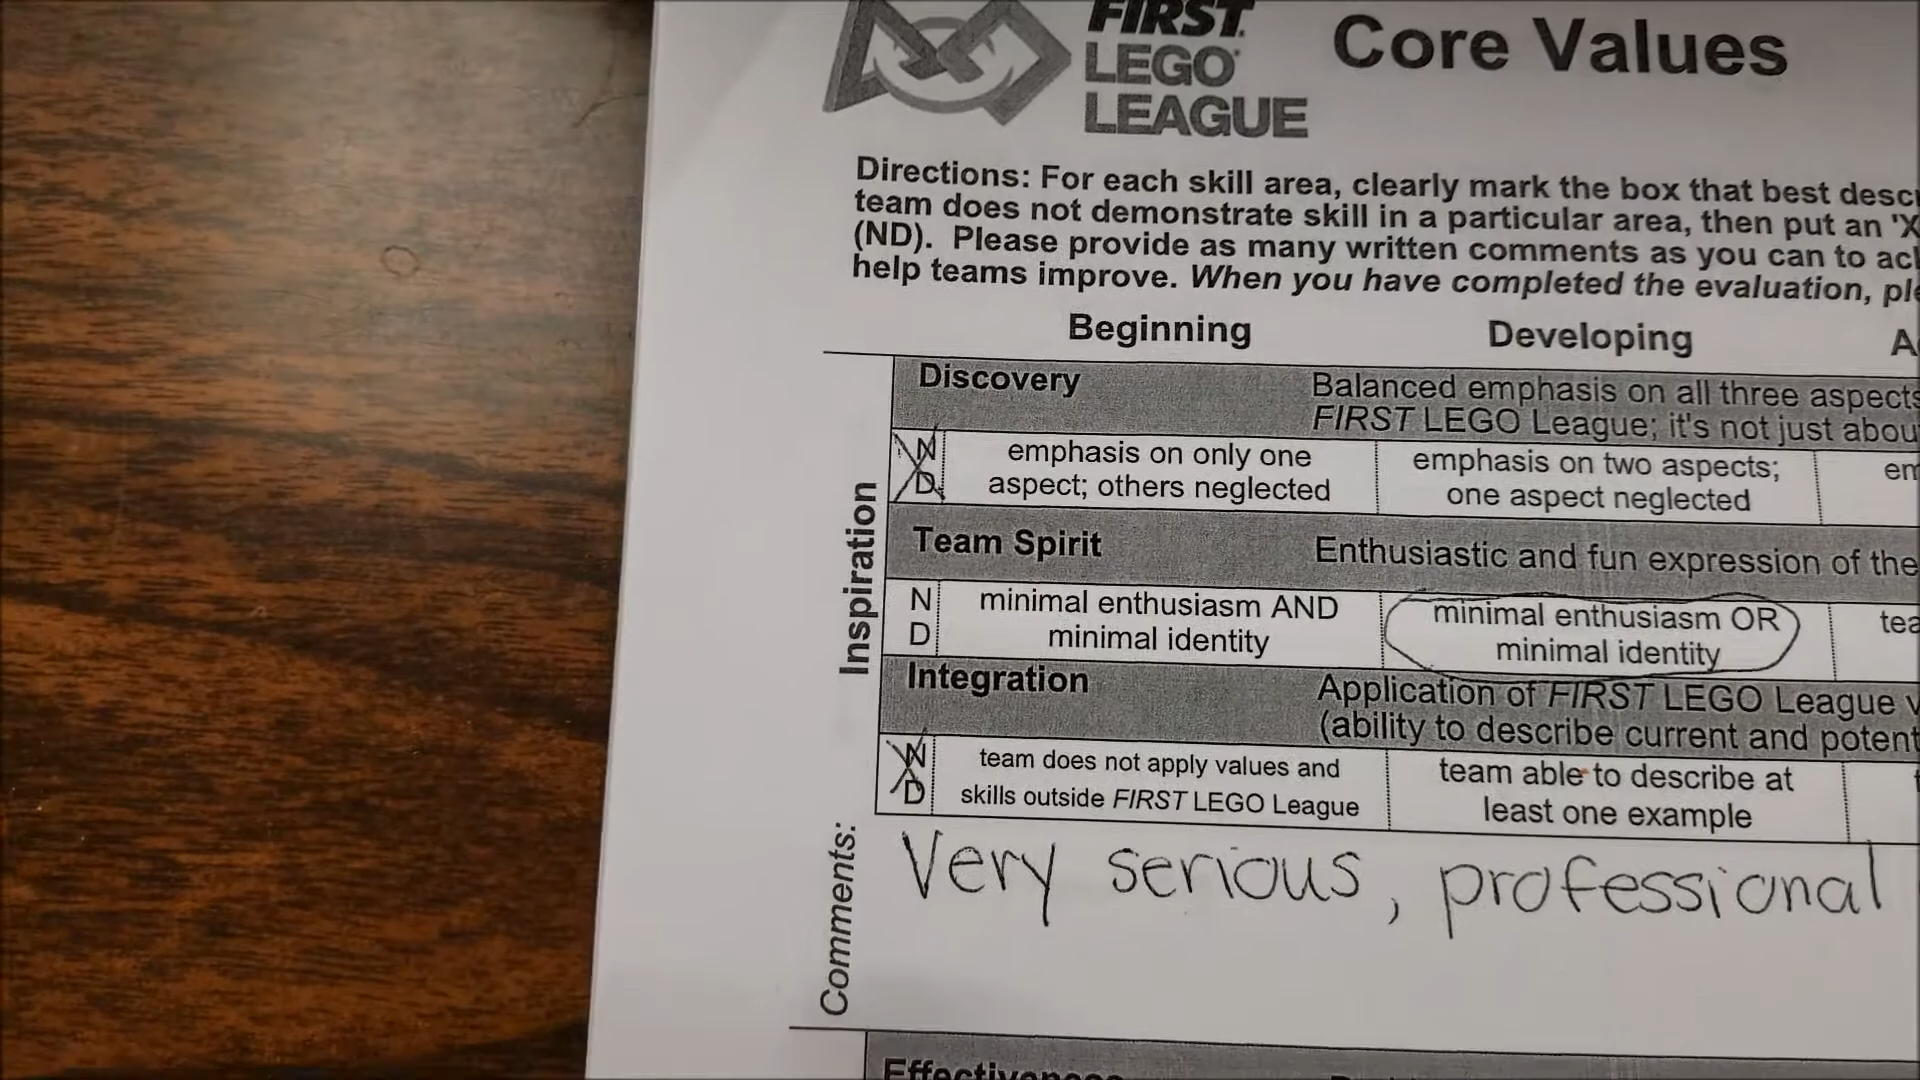 FIRST
LEGO
LEAGUE
Core Values
Directions: For each skill area, clearly mark the box that best
team does not demonstrate skill in a particular area, then put an 'X
(ND). Please provide as many written comments as you can to
help teams improve. When you have completed the evaluation,
Beginning Developing
Inspiration
Discovery Balanced emphasis on all three aspects
FIRST LEGO League; it's not just
N
D
emphasis on only one
aspect; others neglected
emphasis on two aspects;
one aspect neglected
Team Spirit Enthusiastic and fun expression of the
N
D
minimal enthusiasm AND
minimal identity
minimal enthusiasm OR
minimal identity
Integration Application of FIRST LEGO League
(ability to describe current and
N
D
team does not apply values and
skills outside FIRST LEGO League
team able to describe at
least one example
Comments:
Very serious, professional